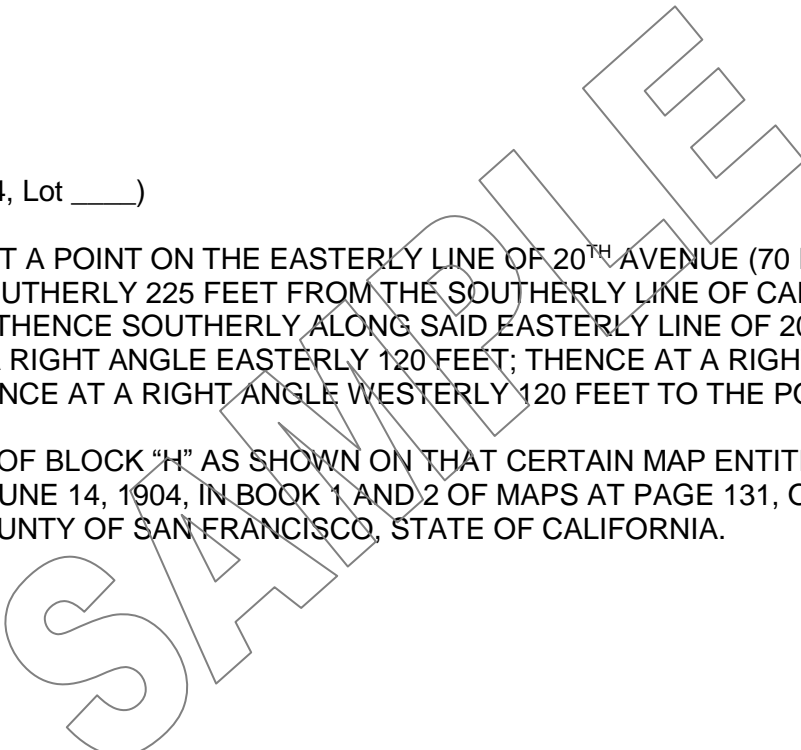 4, Lot ____)
T A POINT ON THE EASTERLY LINE OF 20TH AVENUE (70
UTHERLY 225 FEET FROM THE SOUTHERLY LINE OF CAL
THENCE SOUTHERLY ALONG SAID EASTERLY LINE OF 20
RIGHT ANGLE EASTERLY 120 FEET; THENCE AT A RIGH
NCE AT A RIGHT ANGLE WESTERLY 120 FEET TO THE PO
OF BLOCK “H” AS SHOWN ON THAT CERTAIN MAP ENTIT
UNE 14, 1904, IN BOOK 1 AND 2 OF MAPS AT PAGE 131, O
UNTY OF SAN FRANCISCO, STATE OF CALIFORNIA.
SAMPLE